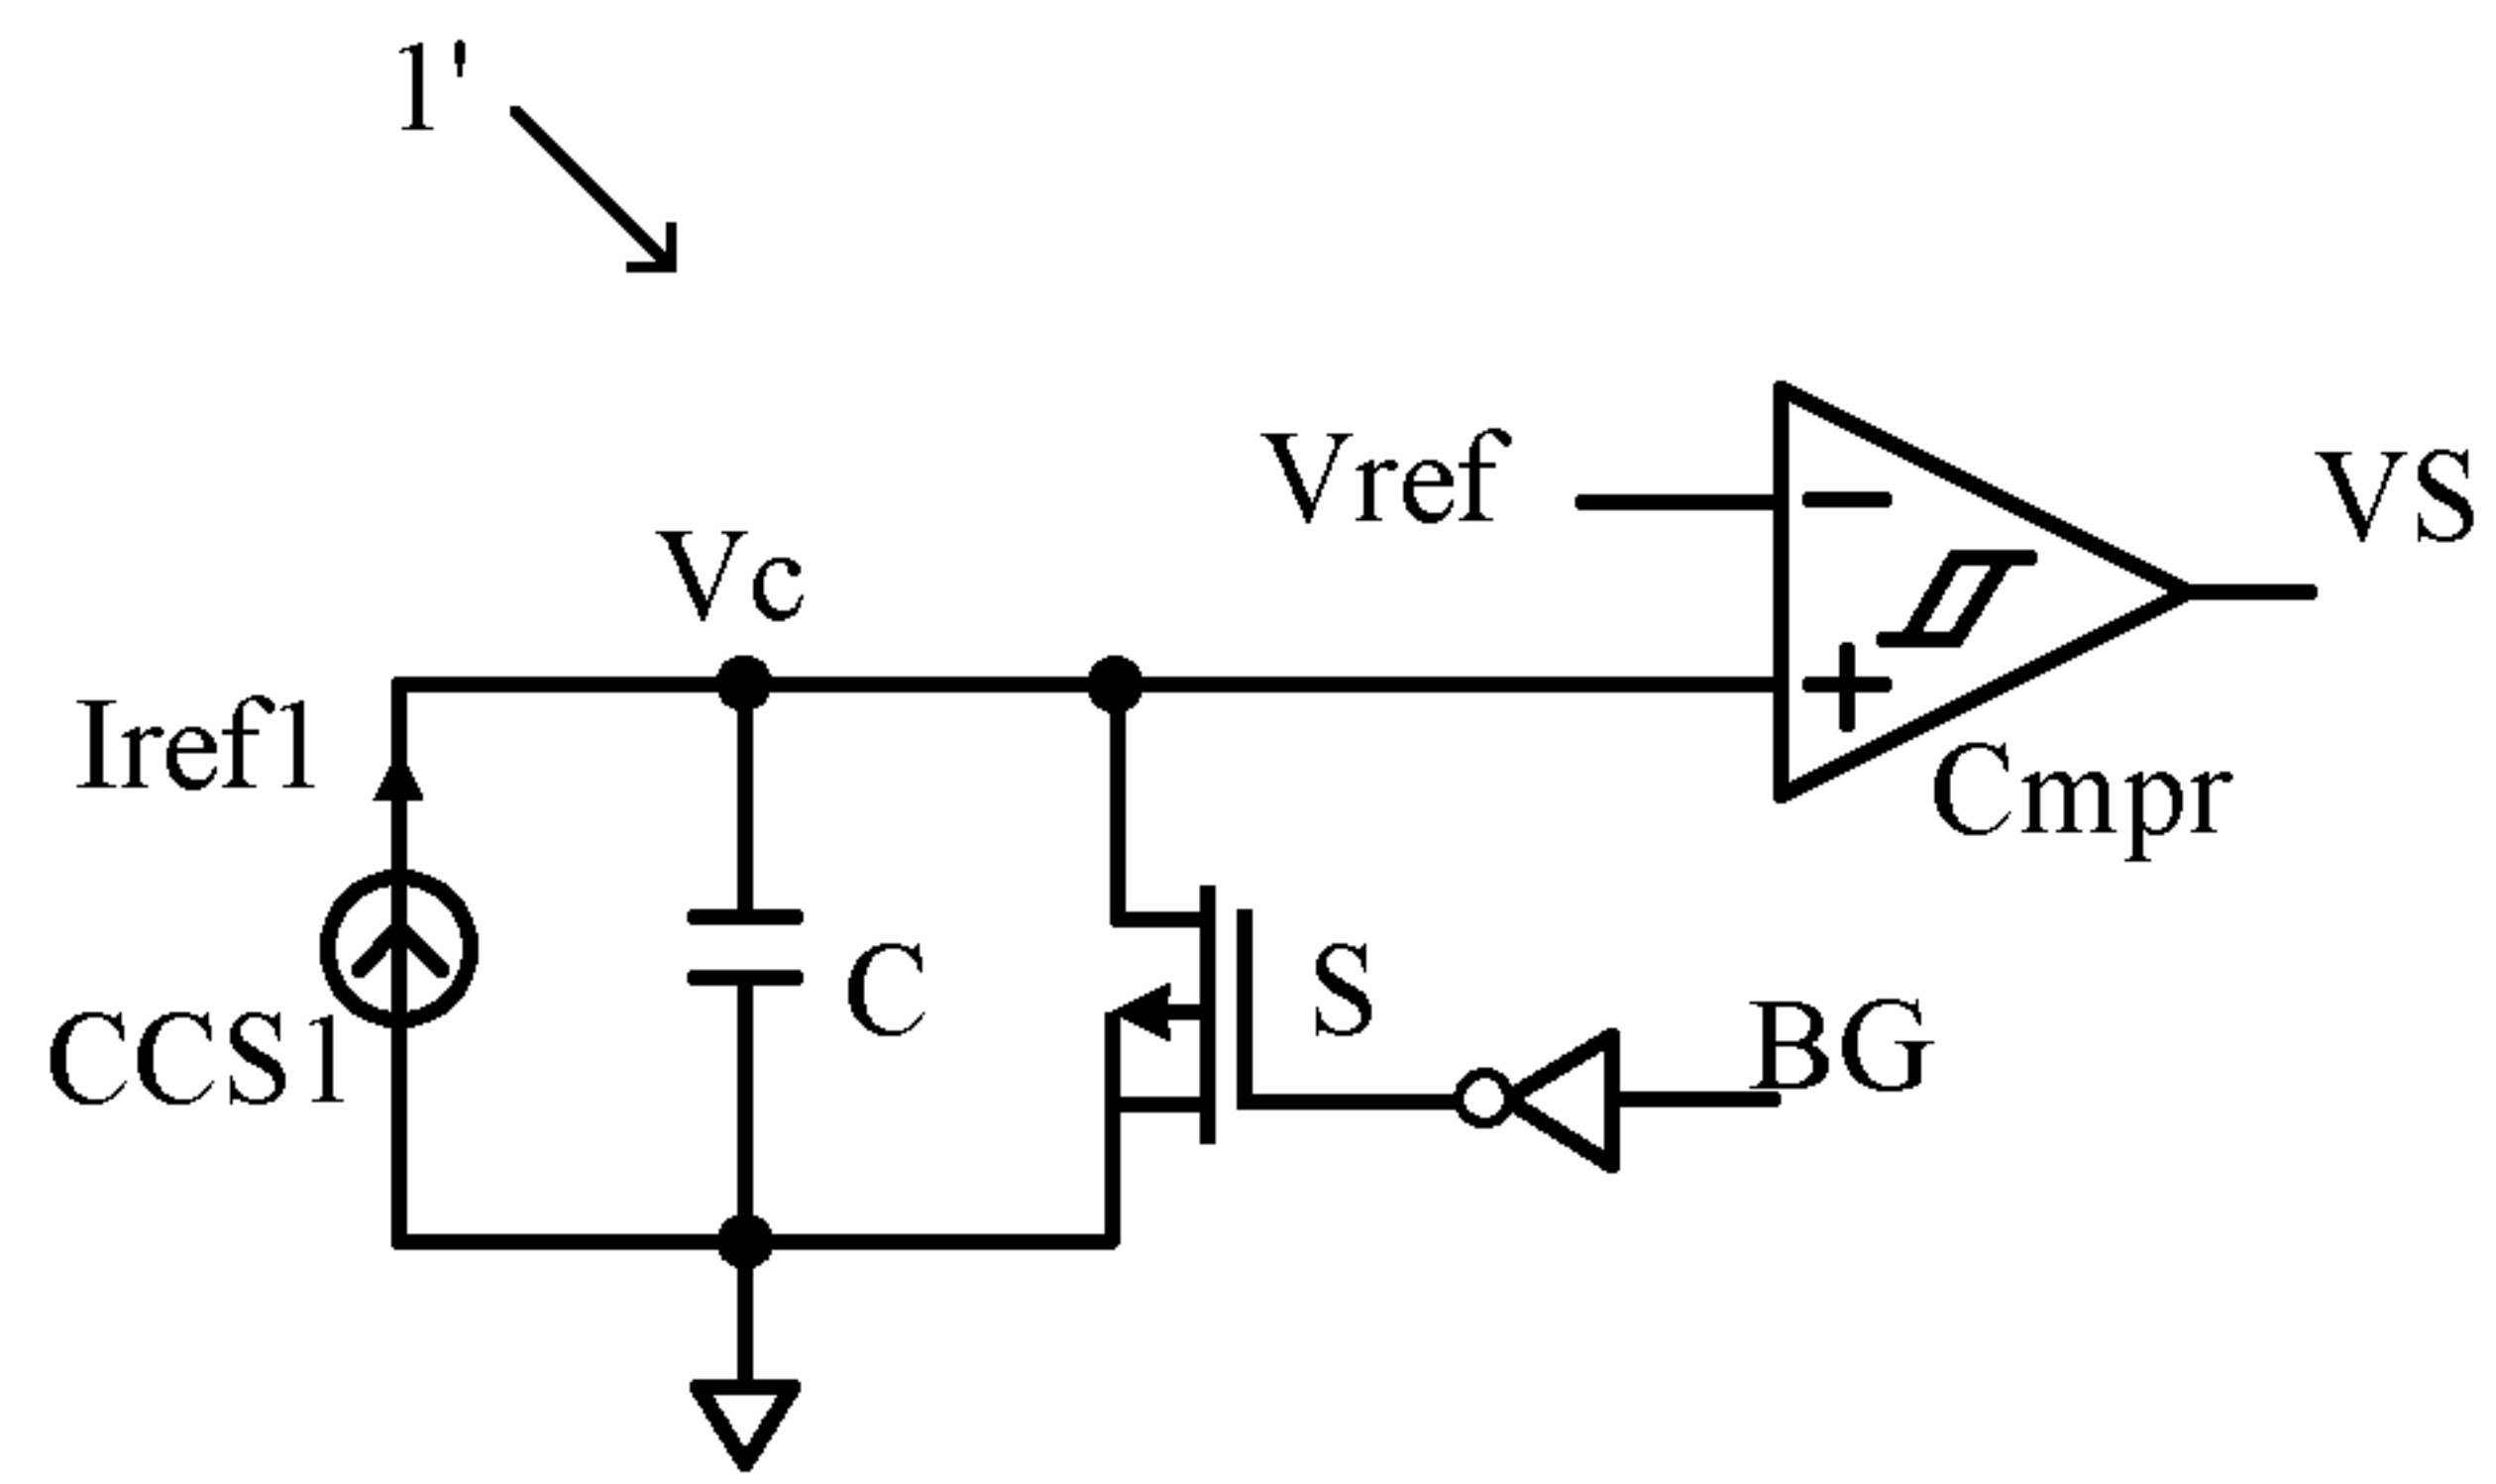 1'
Vref
VS
Vc
Iref1
Cmpr
C
S
BG
CCS1